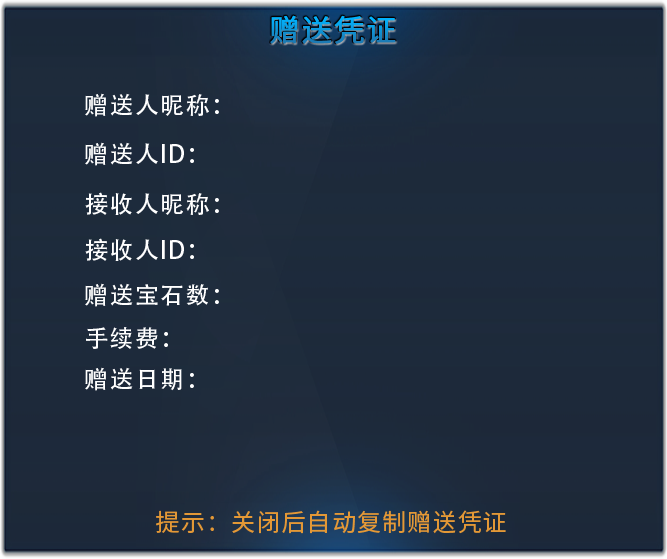 赠送凭证
赠送人昵称：
赠送人ID：
接收人昵称：
接收人ID：
赠送宝石数：
手续费：
赠送日期：
提示：关闭后自动复制赠送凭证